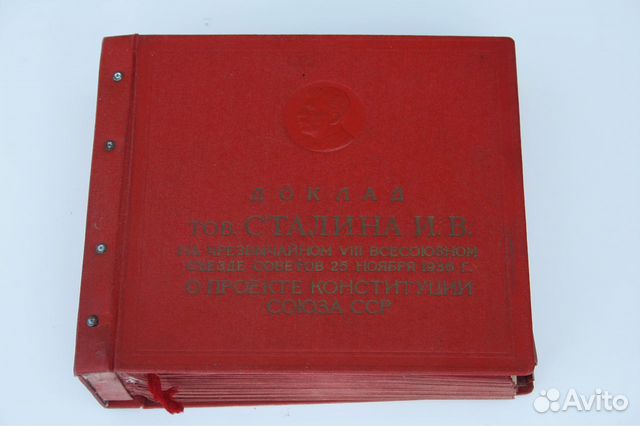 ДОКЛАД
ТОВ. СТАЛИНА И. В.
НА ЧРЕЗВЫЧАЙНОМ VIII ВСЕСОЮЗНОМ
СЪЕЗДЕ СОВЕТОВ 25 НОЯБРЯ 1936 г.
О ПРОЕКТЕ КОНСТИТУЦИИ
СОЮЗА ССР
Avito